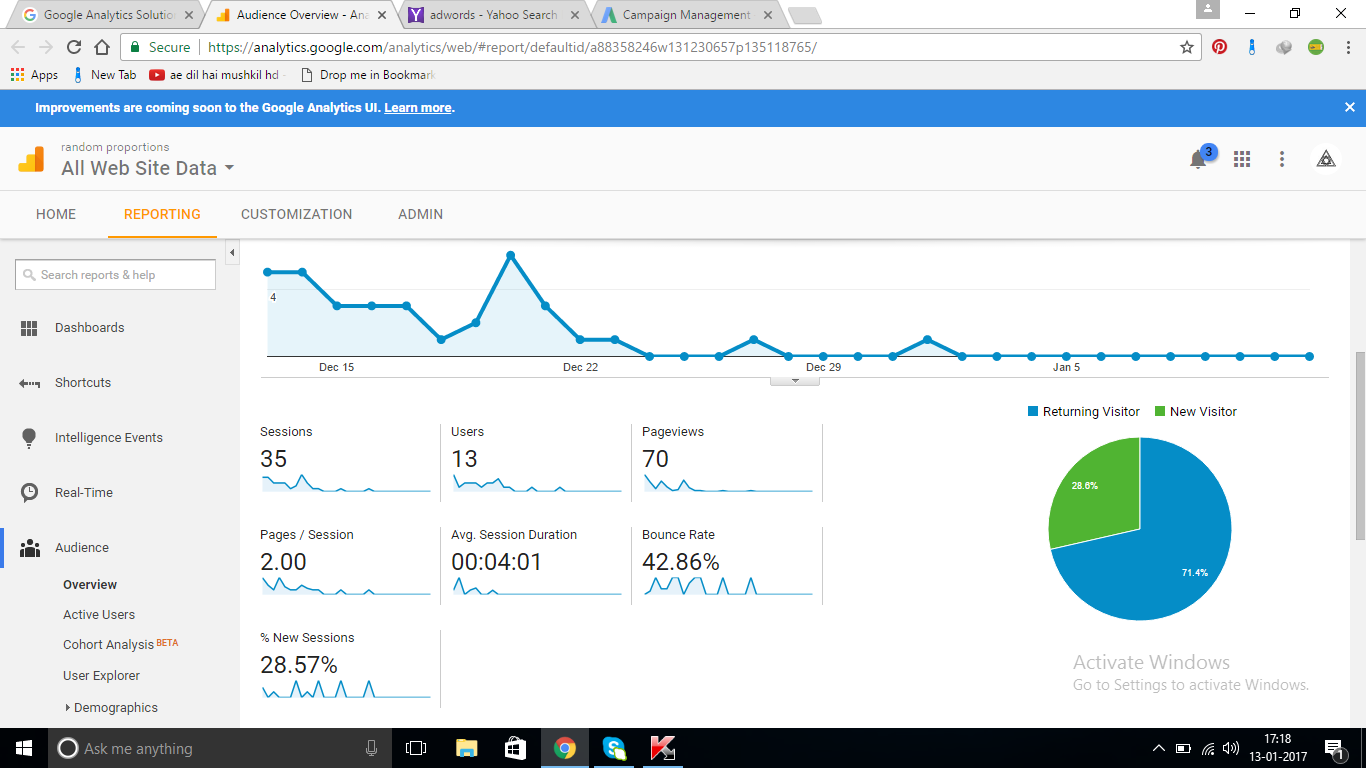 Google Analytics Solutio
Audience Overview - Ana
adwords - Yahoo Search
Campaign Management
Secure
https://analytics.google.com/analytics/web/#report/defaultid/a88358246w131230657p135118765/
Apps
New Tab
ae dil hai mushkil hd -
Drop me in Bookmark
Improvements are coming soon to the Google Analytics UI. Learn more.
random proportions
All Web Site Data
3
HOME
REPORTING
CUSTOMIZATION
ADMIN
Search reports & help
Dashboards
Shortcuts
Intelligence Events
Real-Time
Audience
Overview
Active Users
Cohort Analysis BETA
User Explorer
Demographics
4
Dec 15
Dec 22
Dec 29
Jan 5
Sessions
35
Users
13
Pageviews
70
Pages / Session
2.00
Avg. Session Duration
00:04:01
Bounce Rate
42.86%
% New Sessions
28.57%
Returning Visitor
New Visitor
28.6%
71.4%
Activate Windows
Go to Settings to activate Windows.
Ask me anything
17:18
13-01-2017
1